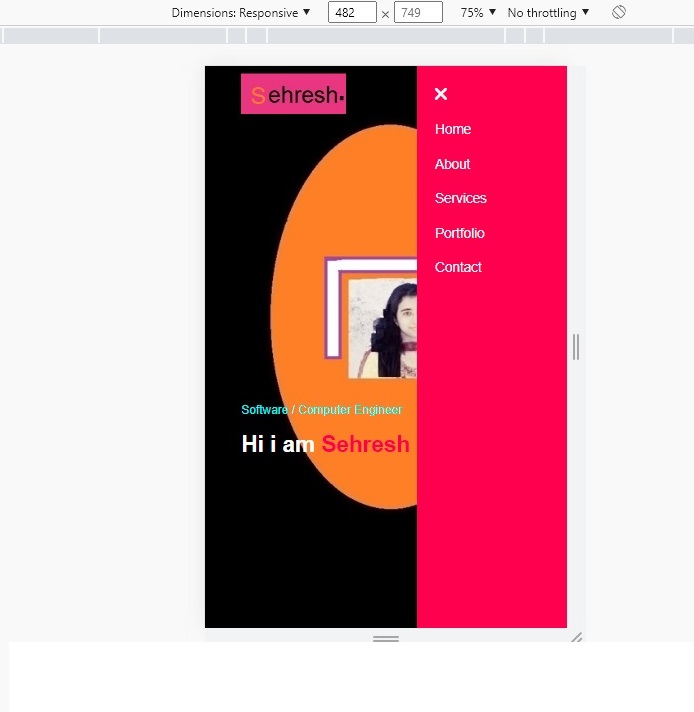 Dimensions: Responsive ▼ 482 × 749 75% ▼ No throttling ▼
Sehresh.
×
Home
About
Services
Portfolio
Contact
Software / Computer Engineer
Hi i am Sehresh